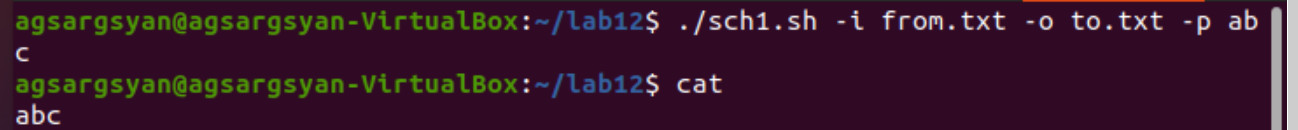 agsargsyan@agsargsyan-VirtualBox:~/lab12$ ./sch1.sh -i from.txt -o to.txt -p ab
c
agsargsyan@agsargsyan-VirtualBox:~/lab12$ cat
abc